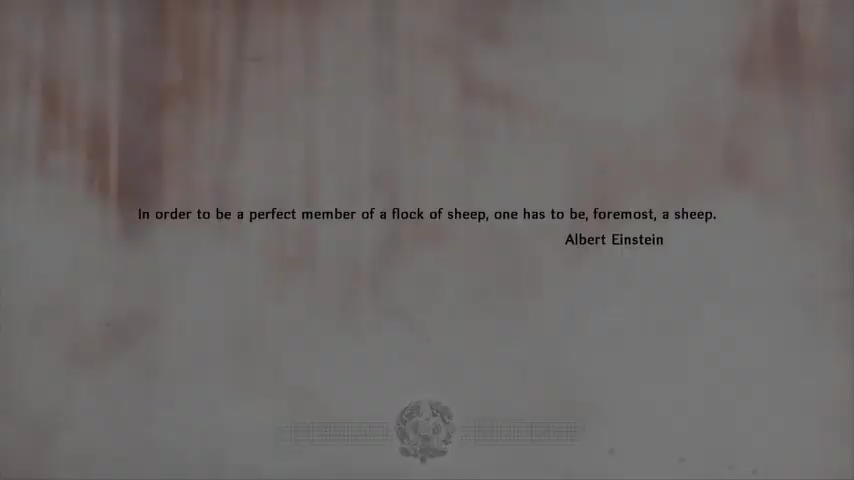 In order to be a perfect member of a flock of sheep, one has to be, foremost, a sheep.
Albert Einstein